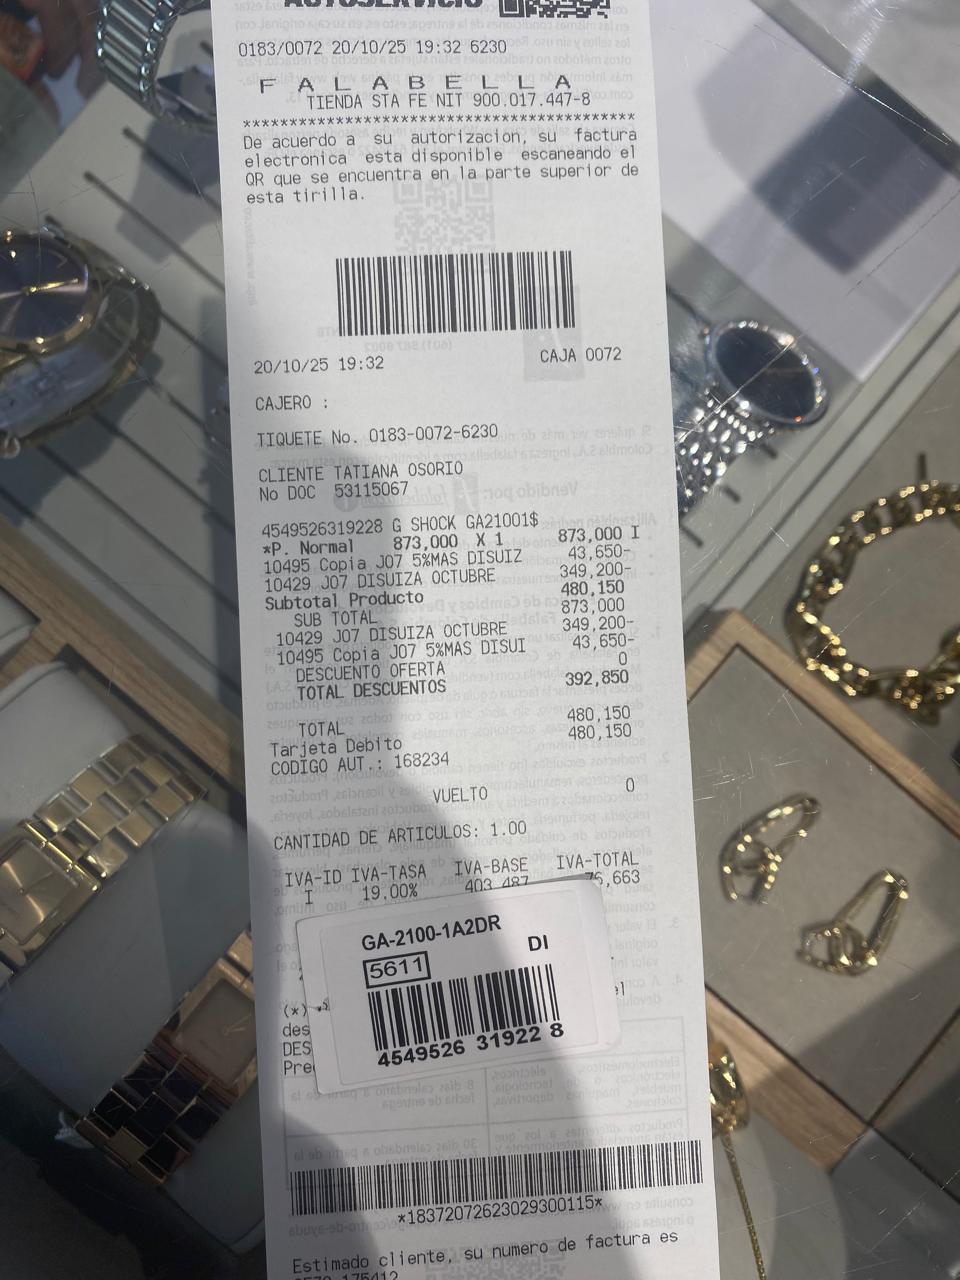 AUTOSERVICIO
0183/0072 20/10/25 19:32 6230
F A L A B E L L A
TIENDA STA FE NIT 900.017.447-8
******************************************
De acuerdo a su autorizacion, su factura
electronica esta disponible escaneando el
QR que se encuentra en la parte superior de
esta tirilla.
20/10/25 19:32 CAJA 0072
CAJERO :
TIQUETE No. 0183-0072-6230
CLIENTE TATIANA OSORIO
No DOC 53115067
4549526319228 G SHOCK GA21001$
*P. Normal 873,000 X 1 873,000 I
10495 Copia J07 5%MAS DISUIZ 43,650-
10429 J07 DISUIZA OCTUBRE 349,200-
Subtotal Producto 480,150
SUB TOTAL 873,000
10429 J07 DISUIZA OCTUBRE 349,200-
10495 Copia J07 5%MAS DISUI 43,650-
DESCUENTO OFERTA 0
TOTAL DESCUENTOS 392,850
TOTAL 480,150
Tarjeta Debito 480,150
CODIGO AUT.: 168234
VUELTO 0
CANTIDAD DE ARTICULOS: 1.00
IVA-ID IVA-TASA IVA-BASE IVA-TOTAL
I 19.00% 403,487 76,663
GA-2100-1A2DR
DI
5611
4549526 31922 8
(*)
des
DES
Pre
*18372072623029300115*
Estimado cliente, su numero de factura es